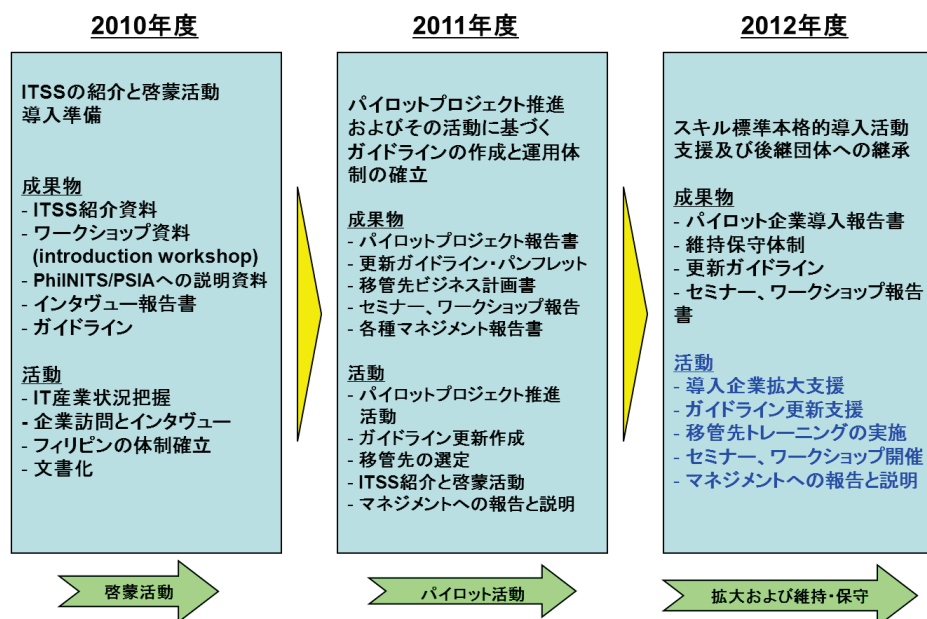 2010年度
ITSSの紹介と啓蒙活動
導入準備
成果物
- ITSS紹介資料
- ワークショップ資料
(introduction workshop)
- PhilNITS/PSIAへの説明資料
- インタヴュー報告書
- ガイドライン
活動
- IT産業状況把握
- 企業訪問とインタヴュー
- フィリピンの体制確立
- 文書化
啓蒙活動
2011年度
パイロットプロジェクト推進
およびその活動に基づく
ガイドラインの作成と運用体
制の確立
成果物
- パイロットプロジェクト報告書
- 更新ガイドライン・パンフレット
- 移管先ビジネス計画書
- セミナー、ワークショップ報告
- 各種マネジメント報告書
活動
- パイロットプロジェクト推進
活動
- ガイドライン更新作成
- 移管先の選定
- ITSS紹介と啓蒙活動
- マネジメントへの報告と説明
パイロット活動
2012年度
スキル標準本格的導入活動
支援及び後継団体への継承
成果物
- パイロット企業導入報告書
- 維持保守体制
- 更新ガイドライン
- セミナー、ワークショップ報告
書
活動
- 導入企業拡大支援
- ガイドライン更新支援
- 移管先トレーニングの実施
- セミナー、ワークショップ開催
- マネジメントへの報告と説明
拡大および維持・保守